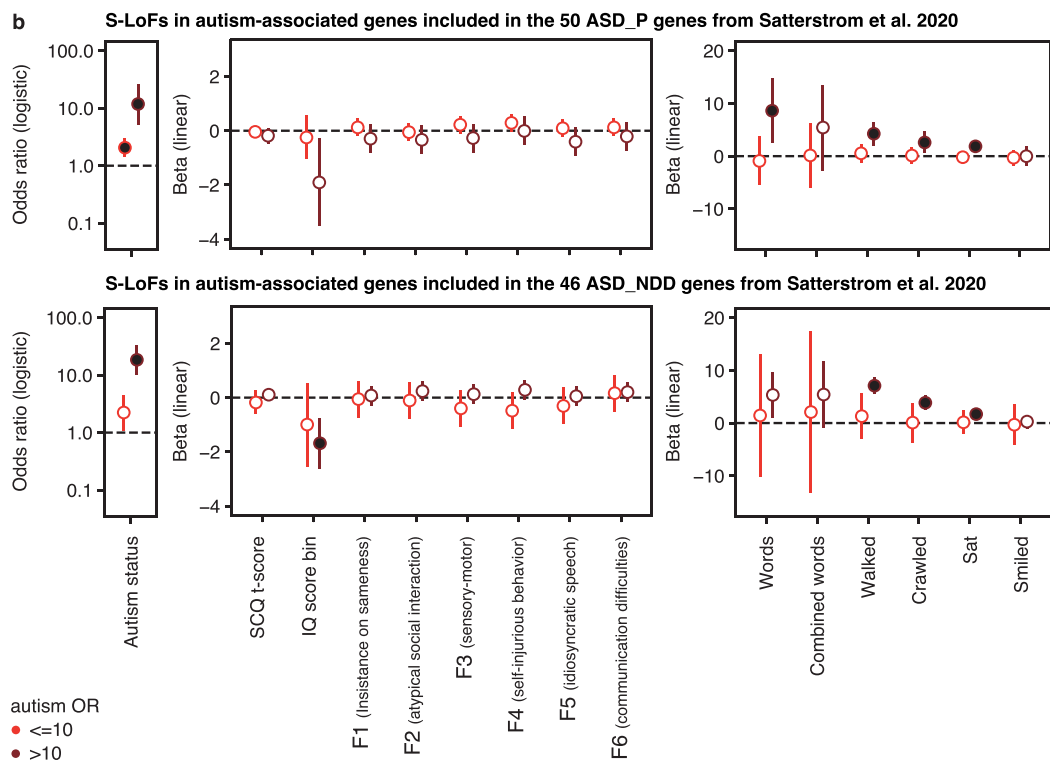 b
S-LoFs in autism-associated genes included in the 50 ASD_P genes from Satterstrom et al. 2020
Odds ratio (logistic)
100.0
10.0
1.0
0.1
Beta (linear)
2
0
−2
−4
Beta (linear)
20
10
0
−10
S-LoFs in autism-associated genes included in the 46 ASD_NDD genes from Satterstrom et al. 2020
Odds ratio (logistic)
100.0
10.0
1.0
0.1
Beta (linear)
2
0
−2
−4
Beta (linear)
20
10
0
−10
Autism status
SCQ t-score
IQ score bin
F1 (Insistance on sameness)
F2 (atypical social interaction)
F3 (sensory-motor)
F4 (self-injurious behavior)
F5 (idiosyncratic speech)
F6 (communication difficulties)
Words
Combined words
Walked
Crawled
Sat
Smiled
autism OR
<=10
>10